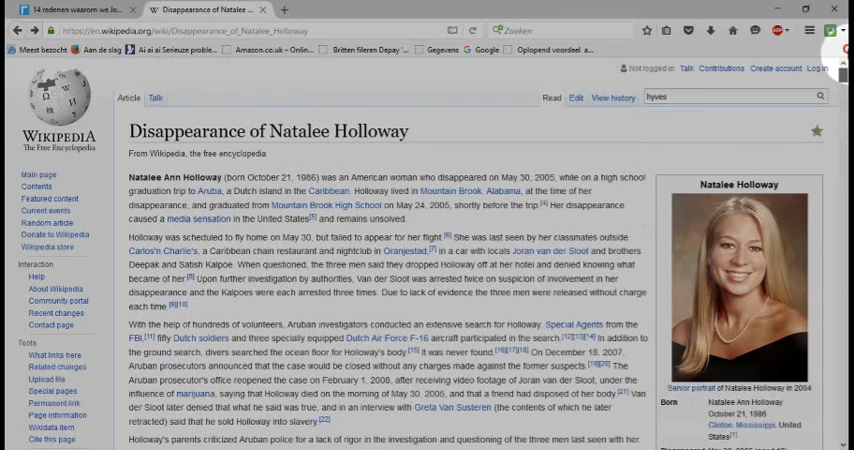 14 redenen waarom we Jo...
Disappearance of Natalee ...
https://en.wikipedia.org/wiki/Disappearance_of_Natalee_Holloway
Zoeken
Meest bezocht Aan de slag Ai ai ai Serieuze proble... Amazon.co.uk – Onlin... Britten fileren Depay '... Gegevens Google Oplopend voordeel a...
Not logged in Talk Contributions Create account Log in
Article Talk
Read Edit View history hyves
WIKIPEDIA
The Free Encyclopedia
Main page
Contents
Featured content
Current events
Random article
Donate to Wikipedia
Wikipedia store
Interaction
Help
About Wikipedia
Community portal
Recent changes
Contact page
Tools
What links here
Related changes
Upload file
Special pages
Permanent link
Page information
Wikidata item
Cite this page
Disappearance of Natalee Holloway
From Wikipedia, the free encyclopedia
Natalee Ann Holloway (born October 21, 1986) was an American woman who disappeared on May 30, 2005, while on a high school
graduation trip to Aruba, a Dutch island in the Caribbean. Holloway lived in Mountain Brook, Alabama, at the time of her
disappearance, and graduated from Mountain Brook High School on May 24, 2005, shortly before the trip.[4] Her disappearance
caused a media sensation in the United States[5] and remains unsolved.
Holloway was scheduled to fly home on May 30, but failed to appear for her flight.[6] She was last seen by her classmates outside
Carlos'n Charlie's, a Caribbean chain restaurant and nightclub in Oranjestad,[7] in a car with locals Joran van der Sloot and brothers
Deepak and Satish Kalpoe. When questioned, the three men said they dropped Holloway off at her hotel and denied knowing what
became of her.[8] Upon further investigation by authorities, Van der Sloot was arrested twice on suspicion of involvement in her
disappearance and the Kalpoes were each arrested three times. Due to lack of evidence the three men were released without charge
each time.[9][10]
With the help of hundreds of volunteers, Aruban investigators conducted an extensive search for Holloway. Special Agents from the
FBI,[11] fifty Dutch soldiers and three specially equipped Dutch Air Force F-16 aircraft participated in the search.[12][13][14] In addition to
the ground search, divers searched the ocean floor for Holloway's body.[15] It was never found.[16][17][18] On December 18, 2007,
Aruban prosecutors announced that the case would be closed without any charges made against the former suspects.[19][20] The
Aruban prosecutor's office reopened the case on February 1, 2008, after receiving video footage of Joran van der Sloot, under the
influence of marijuana, saying that Holloway died on the morning of May 30, 2005, and that a friend had disposed of her body.[21] Van
der Sloot later denied that what he said was true, and in an interview with Greta Van Susteren (the contents of which he later
retracted) said that he sold Holloway into slavery.[22]
Holloway's parents criticized Aruban police for a lack of rigor in the investigation and questioning of the three men last seen with her.
Natalee Holloway
Senior portrait of Natalee Holloway in 2004
Born Natalee Ann Holloway
October 21, 1986
Clinton, Mississippi, United
States[1]